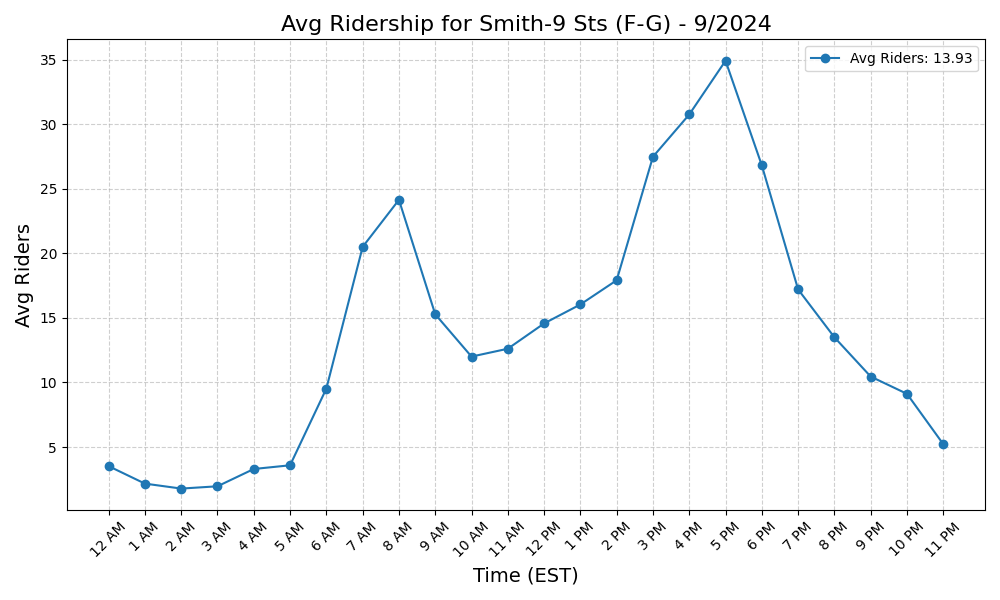 Avg Ridership for Smith-9 Sts (F-G) - 9/2024
Avg Riders: 13.93
Avg Riders
35
30
25
20
15
10
5
12 AM
1 AM
2 AM
3 AM
4 AM
5 AM
6 AM
7 AM
8 AM
9 AM
10 AM
11 AM
12 PM
1 PM
2 PM
3 PM
4 PM
5 PM
6 PM
7 PM
8 PM
9 PM
10 PM
11 PM
Time (EST)